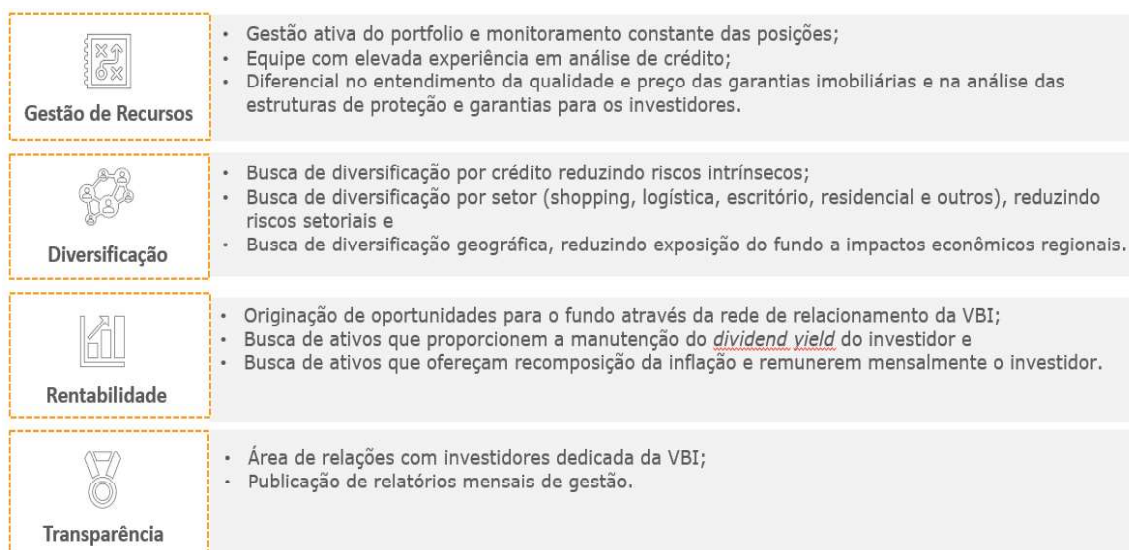 Gestão de Recursos
• Gestão ativa do portfolio e monitoramento constante das posições;
• Equipe com elevada experiência em análise de crédito;
• Diferencial no entendimento da qualidade e preço das garantias imobiliárias e na análise das
estruturas de proteção e garantias para os investidores.
Diversificação
• Busca de diversificação por crédito reduzindo riscos intrínsecos;
• Busca de diversificação por setor (shopping, logística, escritório, residencial e outros), reduzindo
riscos setoriais e
- Busca de diversificação geográfica, reduzindo exposição do fundo a impactos econômicos regionais.
Rentabilidade
• Originação de oportunidades para o fundo através da rede de relacionamento da VBI;
• Busca de ativos que proporcionem a manutenção do dividend yield do investidor e
• Busca de ativos que ofereçam recomposição da inflação e remunerem mensalmente o investidor.
Transparência
• Área de relações com investidores dedicada da VBI;
- Publicação de relatórios mensais de gestão.